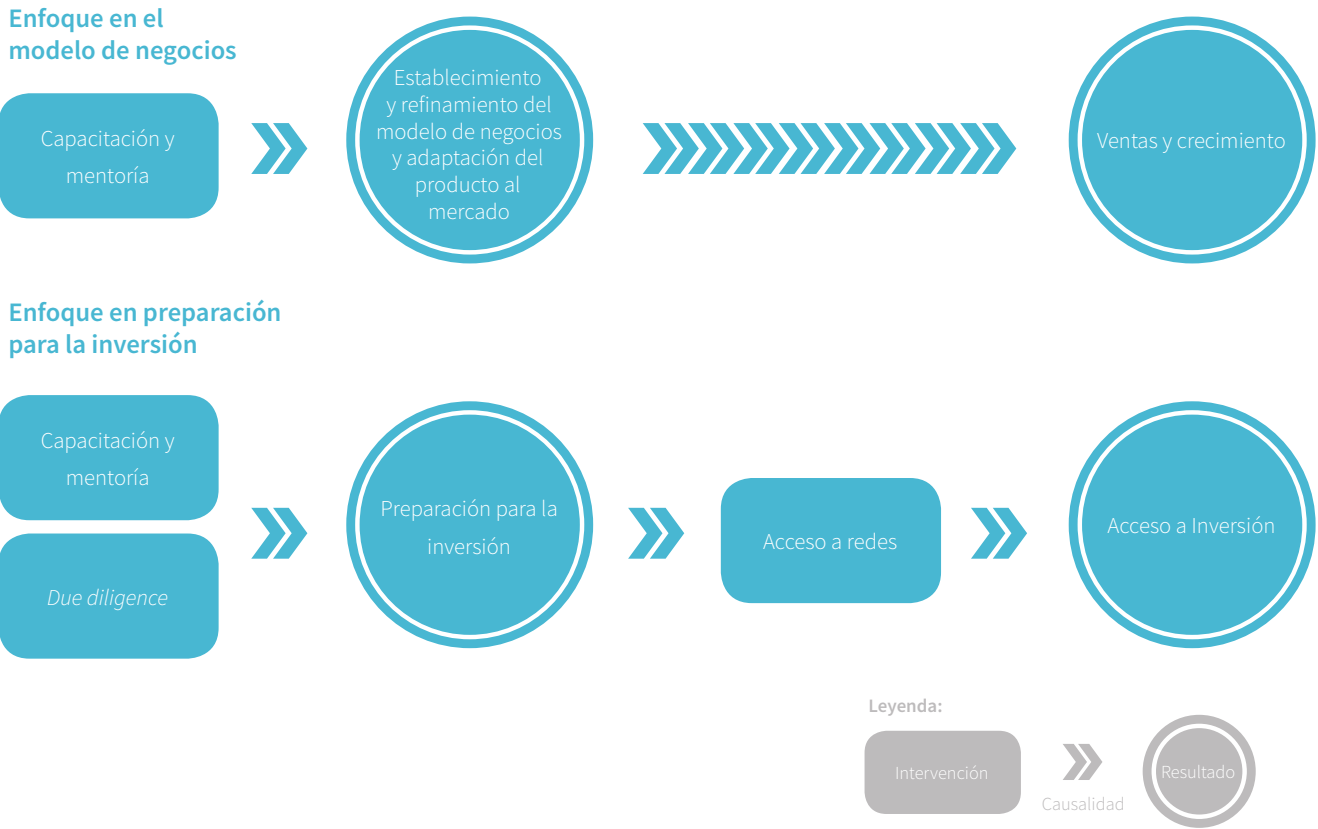 Enfoque en el
modelo de negocios
Capacitación y
mentoría
Establecimiento
y refinamiento del
modelo de negocios
y adaptación del
producto al
mercado
Ventas y crecimiento
Enfoque en preparación
para la inversión
Capacitación y
mentoría
Due diligence
Preparación para la
inversión
Acceso a redes
Acceso a Inversión
Leyenda:
Intervención
Causalidad
Resultado